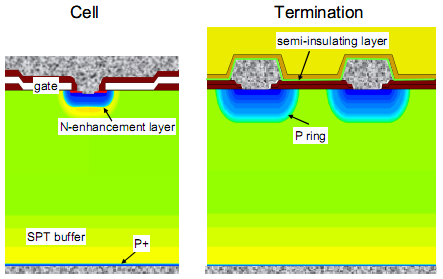 Cell
Termination
semi-insulating layer
gate
N-enhancement layer
P ring
SPT buffer
P+